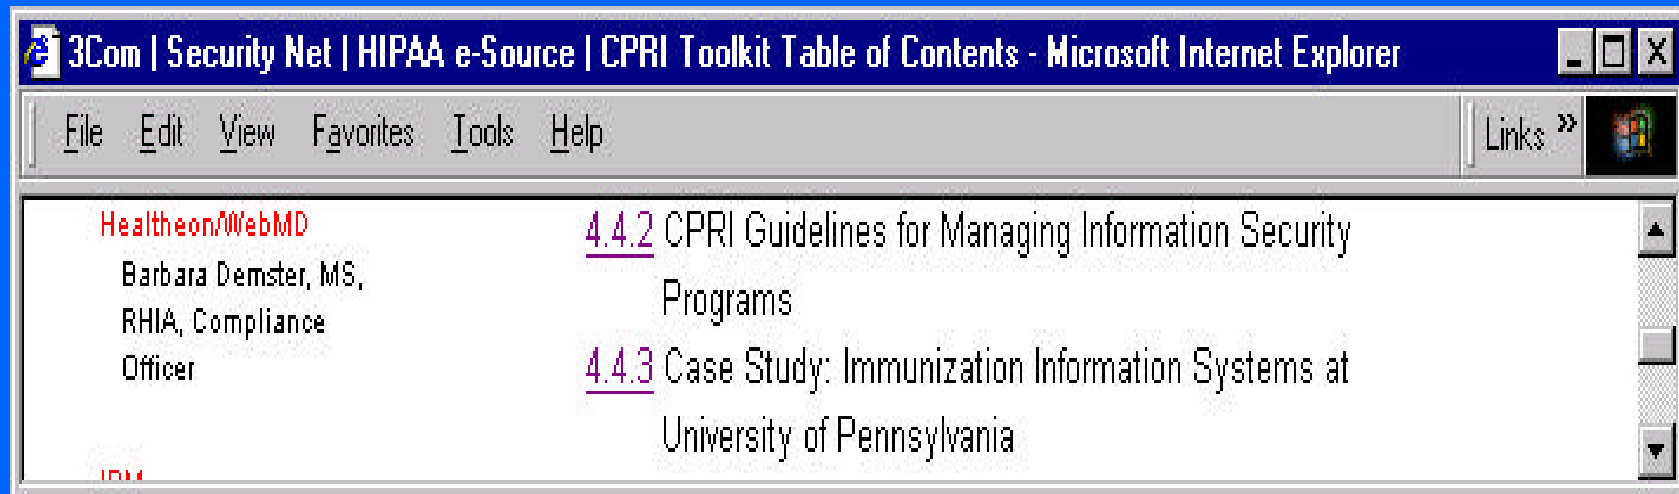 3Com | Security Net | HIPAA e-Source | CPRI Toolkit Table of Contents - Microsoft Internet Explorer
File Edit View Favorites Tools Help
Links »
Healtheon/WebMD
Barbara Demster, MS,
RHIA, Compliance
Officer
4.4.2 CPRI Guidelines for Managing Information Security
Programs
4.4.3 Case Study: Immunization Information Systems at
University of Pennsylvania